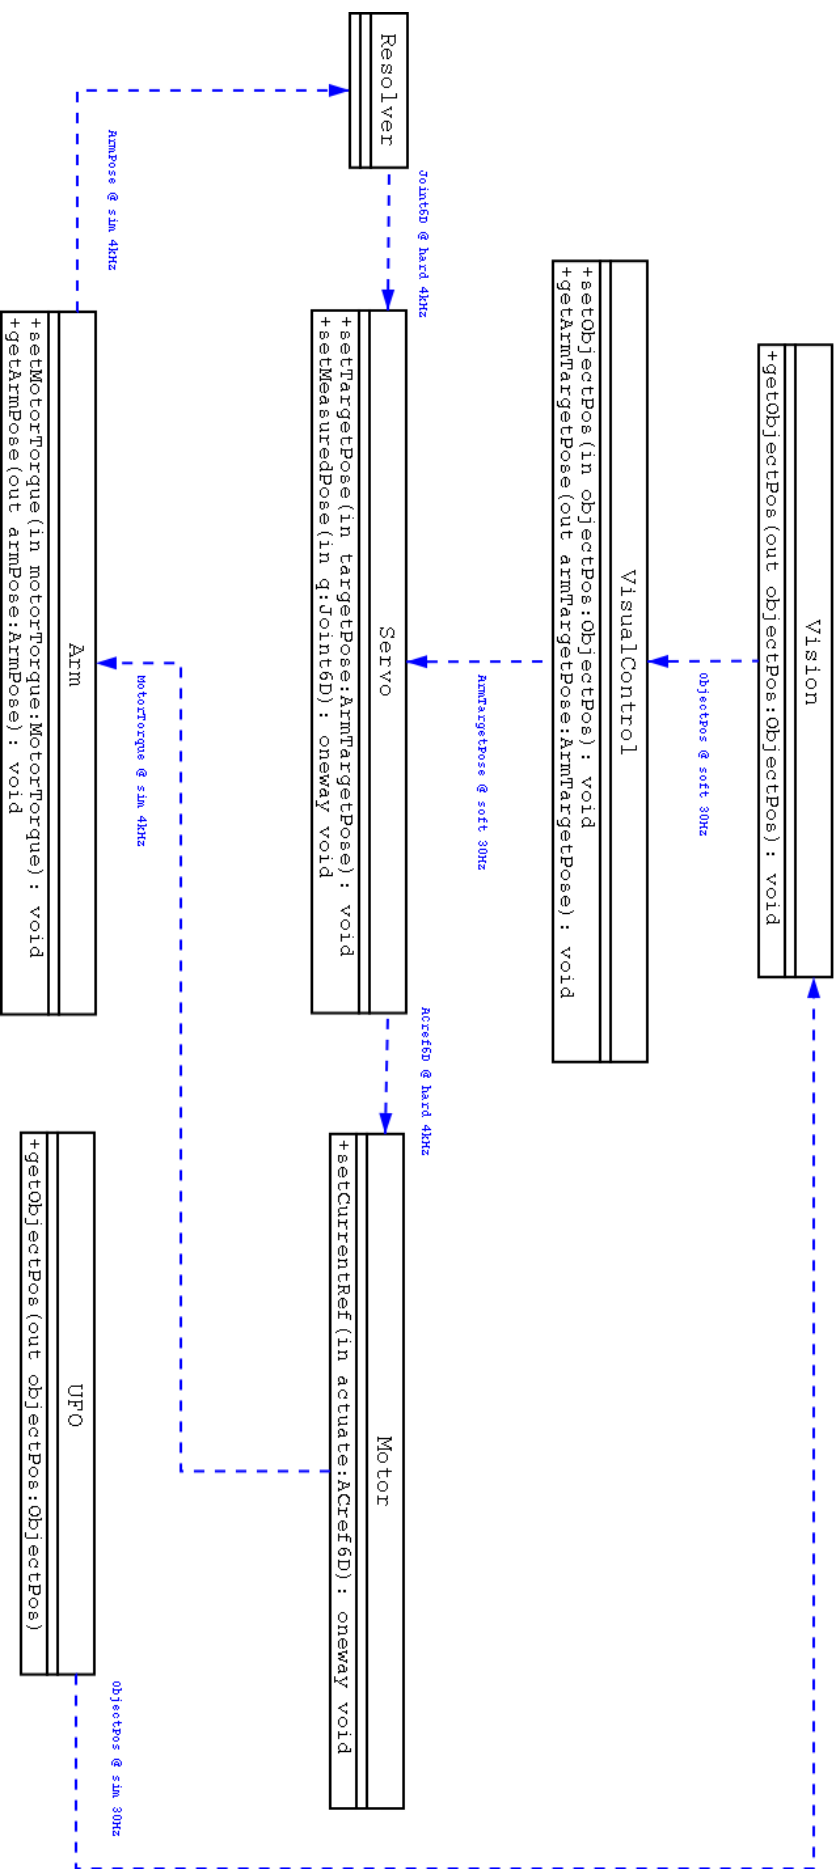 Vision
+getObjectPos(out objectPos:ObjectPos): void
ObjectPos @ soft 30Hz
VisualControl
+setObjectPos(in objectPos:ObjectPos): void
+getArmTargetPose(out armTargetPose:ArmTargetPose): void
ArmTargetPose @ soft 30Hz
Resolver
Joint6D @ hard 4kHz
Servo
+setTargetPose(in targetPose:ArmTargetPose): void
+setMeasuredPose(in q:Joint6D): oneway void
ACref6D @ hard 4kHz
Motor
+setCurrentRef(in actuate:ACref6D): oneway void
ArmPose @ sim 4kHz
MotorTorque @ sim 4kHz
ObjectPos @ sim 30Hz
Arm
+setMotorTorque(in motorTorque:MotorTorque): void
+getArmPose(out armPose:ArmPose): void
UFO
+getObjectPos(out objectPos:ObjectPos)